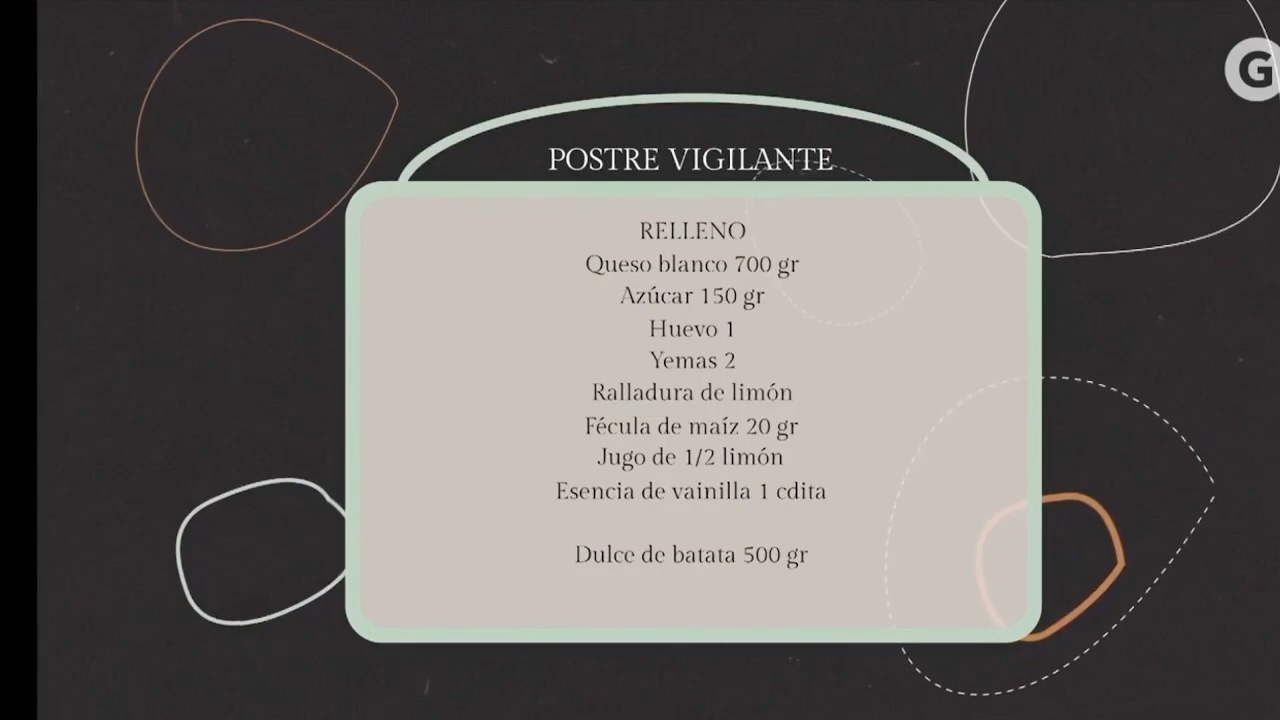 G
POSTRE VIGILANTE
RELLENO
Queso blanco 700 gr
Azúcar 150 gr
Huevo 1
Yemas 2
Ralladura de limón
Fécula de maíz 20 gr
Jugo de 1/2 limón
Esencia de vainilla 1 cdita
Dulce de batata 500 gr